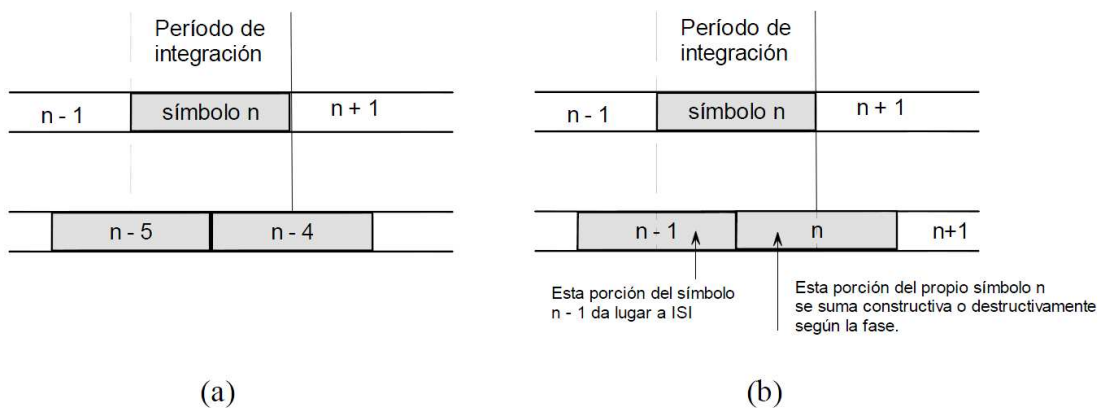 Período de
integración
n - 1
símbolo n
n + 1
n - 5
n - 4
(a)
Período de
integración
n - 1
símbolo n
n + 1
n - 1
n
n+1
Esta porción del símbolo
n - 1 da lugar a ISI
Esta porción del propio símbolo n
se suma constructiva o destructivamente
según la fase.
(b)